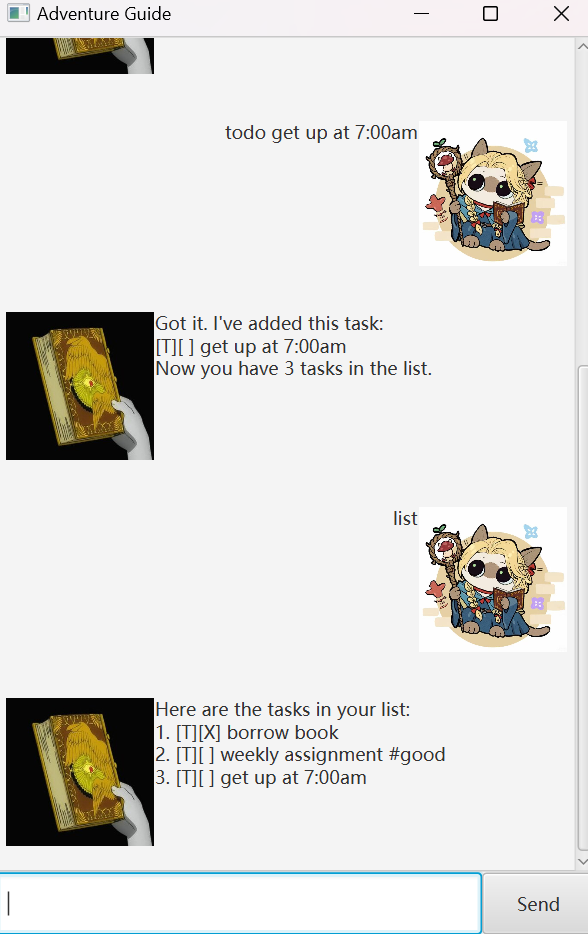 Adventure Guide
todo get up at 7:00am
Got it. I've added this task:
[T][ ] get up at 7:00am
Now you have 3 tasks in the list.
list
Here are the tasks in your list:
1. [T][X] borrow book
2. [T][ ] weekly assignment #good
3. [T][ ] get up at 7:00am
Send